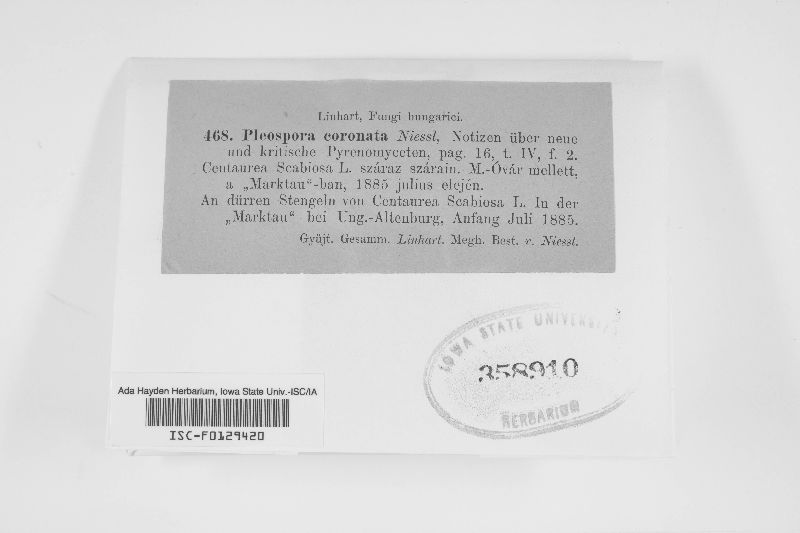 Linhart, Fungi hungarici.
468. Pleospora coronata Niessl, Notizen über neue
und kritische Pyrenomyceten, pag. 16, t. IV, f. 2.
Centaurea Scabiosa L. száraz szárain. M.-Óvár mellett,
a „Marktau“-ban, 1885 julius elején.
An dürren Stengeln von Centaurea Scabiosa L. In der
„Marktau“ bei Ung.-Altenburg, Anfang Juli 1885.
Gyüjt. Gesamm. Linhart. Megh. Best. v. Niessl.
IOWA STATE UNIVERSITY
358910
HERBARIUM
Ada Hayden Herbarium, Iowa State Univ.-ISC/IA
ISC-F0129420